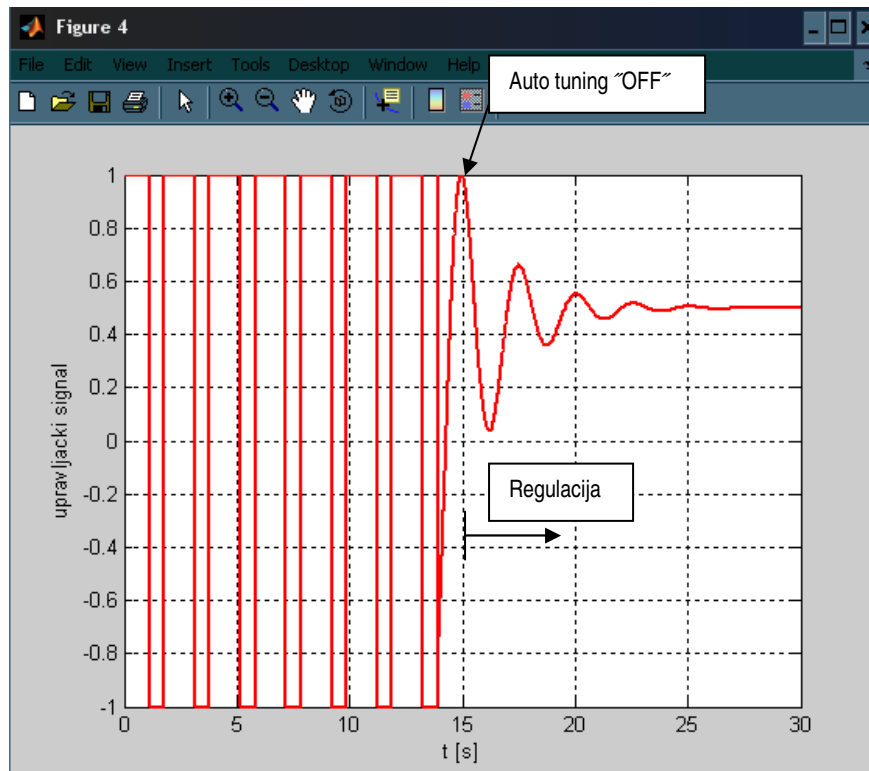 Figure 4
File Edit View Insert Tools Desktop Window Help
Auto tuning ˝OFF˝
1
0.8
0.6
0.4
0.2
0
-0.2
-0.4
-0.6
-0.8
-1
upravljacki signal
Regulacija
0 5 10 15 20 25 30
t [s]